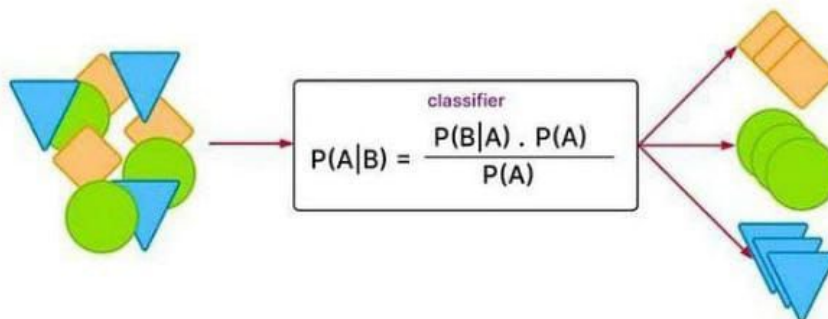 classifier
P(A|B) = P(B|A) . P(A)
P(A)